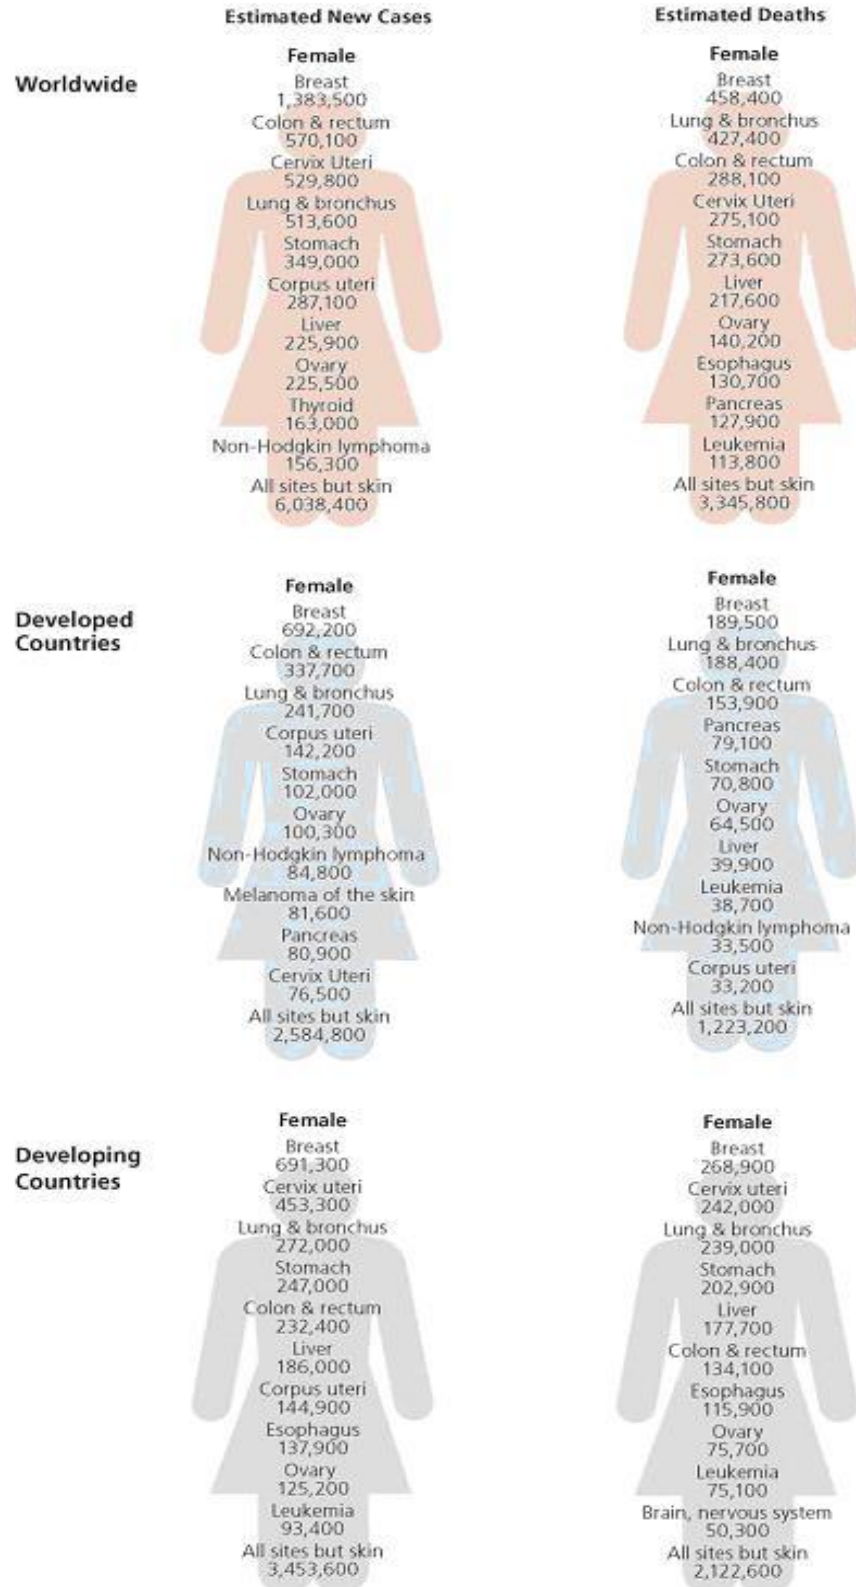 Estimated New Cases
Estimated Deaths
Worldwide
Female
Breast
1,383,500
Colon & rectum
570,100
Cervix Uteri
529,800
Lung & bronchus
513,600
Stomach
349,000
Corpus uteri
287,100
Liver
225,900
Ovary
225,500
Thyroid
163,000
Non-Hodgkin lymphoma
156,300
All sites but skin
6,038,400
Female
Breast
458,400
Lung & bronchus
427,400
Colon & rectum
288,100
Cervix Uteri
275,100
Stomach
273,600
Liver
217,600
Ovary
140,200
Esophagus
130,700
Pancreas
127,900
Leukemia
113,800
All sites but skin
3,345,800
Developed
Countries
Female
Breast
692,200
Colon & rectum
337,700
Lung & bronchus
241,700
Corpus uteri
142,200
Stomach
102,000
Ovary
100,300
Non-Hodgkin lymphoma
84,800
Melanoma of the skin
81,600
Pancreas
80,900
Cervix Uteri
76,500
All sites but skin
2,584,800
Female
Breast
189,500
Lung & bronchus
188,400
Colon & rectum
153,900
Pancreas
79,100
Stomach
70,800
Ovary
64,500
Liver
39,900
Leukemia
38,700
Non-Hodgkin lymphoma
33,500
Corpus uteri
33,200
All sites but skin
1,223,200
Developing
Countries
Female
Breast
691,300
Cervix uteri
453,300
Lung & bronchus
272,000
Stomach
247,000
Colon & rectum
232,400
Liver
186,000
Corpus uteri
144,900
Esophagus
137,900
Ovary
125,200
Leukemia
93,400
All sites but skin
3,453,600
Female
Breast
268,900
Cervix uteri
242,000
Lung & bronchus
239,000
Stomach
202,900
Liver
177,700
Colon & rectum
134,100
Esophagus
115,900
Ovary
75,700
Leukemia
75,100
Brain, nervous system
50,300
All sites but skin
2,122,600